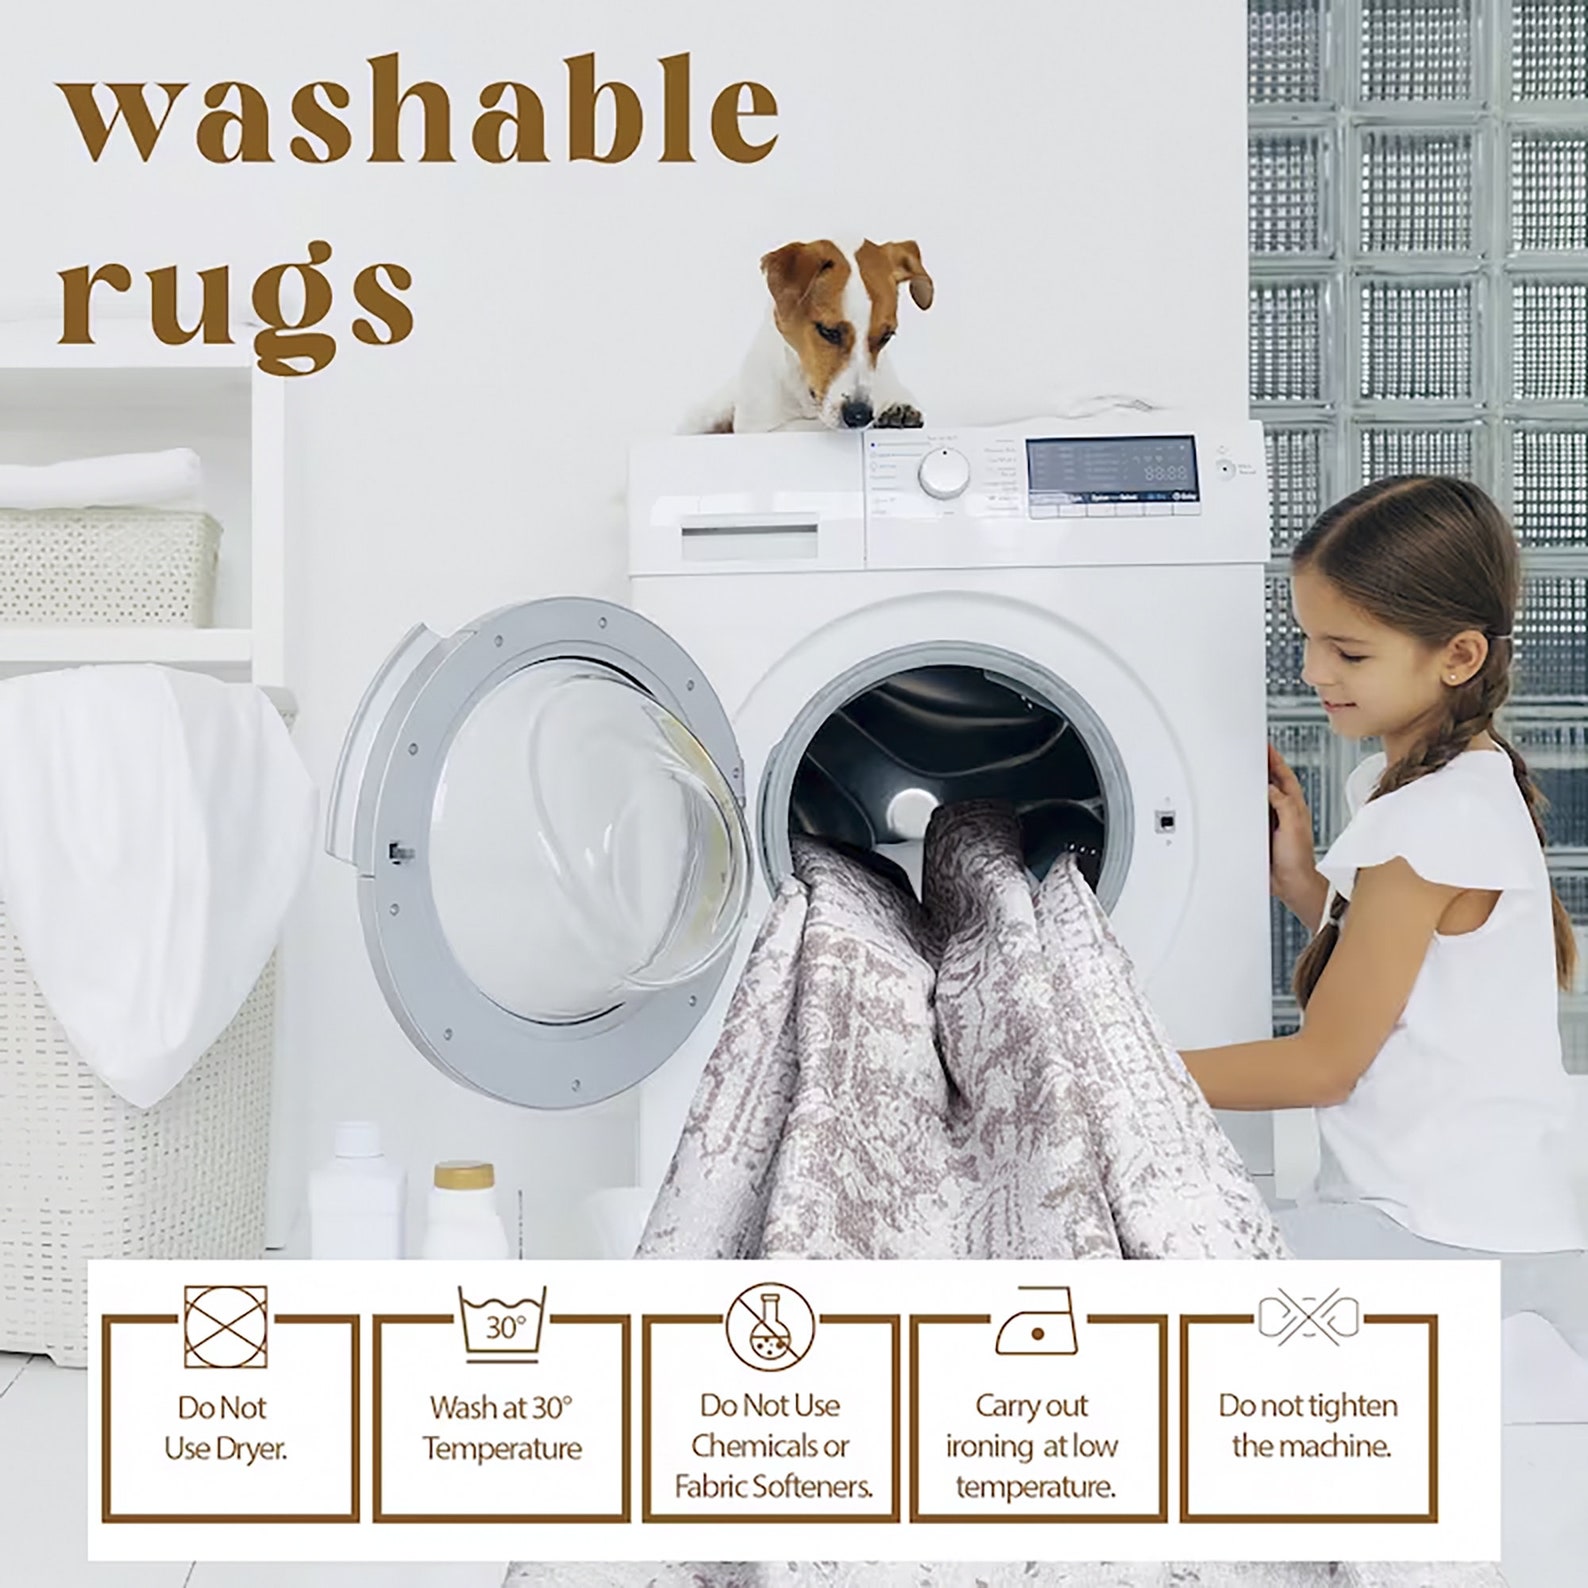 washable
rugs
30°
Do Not
Use Dryer.
Wash at 30°
Temperature
Do Not Use
Chemicals or
Fabric Softeners.
Carry out
ironing at low
temperature.
Do not tighten
the machine.